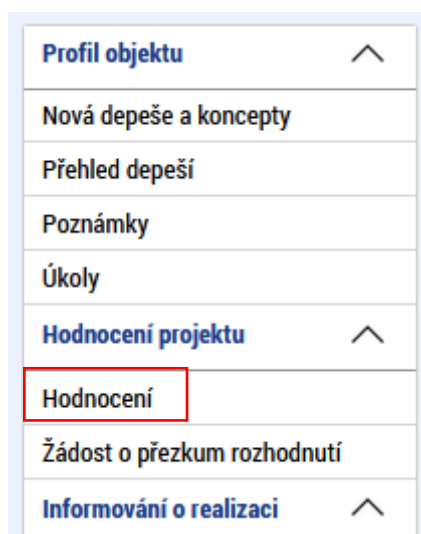 Profil objektu
Nová depeše a koncepty
Přehled depeší
Poznámky
Úkoly
Hodnocení projektu
Hodnocení
Žádost o přezkum rozhodnutí
Informování o realizaci